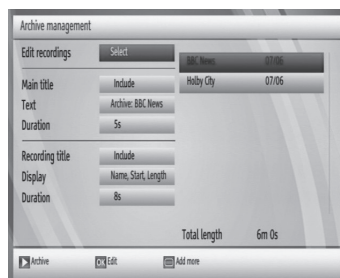 Archive management
Edit recordings Select
BBC News 07/06
Main title Include
Holby City 07/06
Text Archive: BBC News
Duration 5s
Recording title Include
Display Name, Start, Length
Duration 8s
Total length 6m 0s
Archive OK Edit Add more